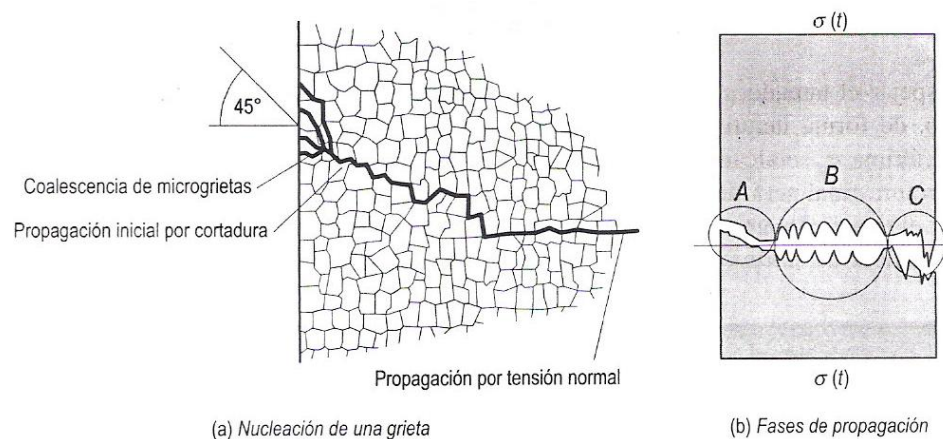 45°
Coalescencia de microgrietas
Propagación inicial por cortadura
Propagación por tensión normal
(a) Nucleación de una grieta
σ (t)
A
B
C
σ (t)
(b) Fases de propagación